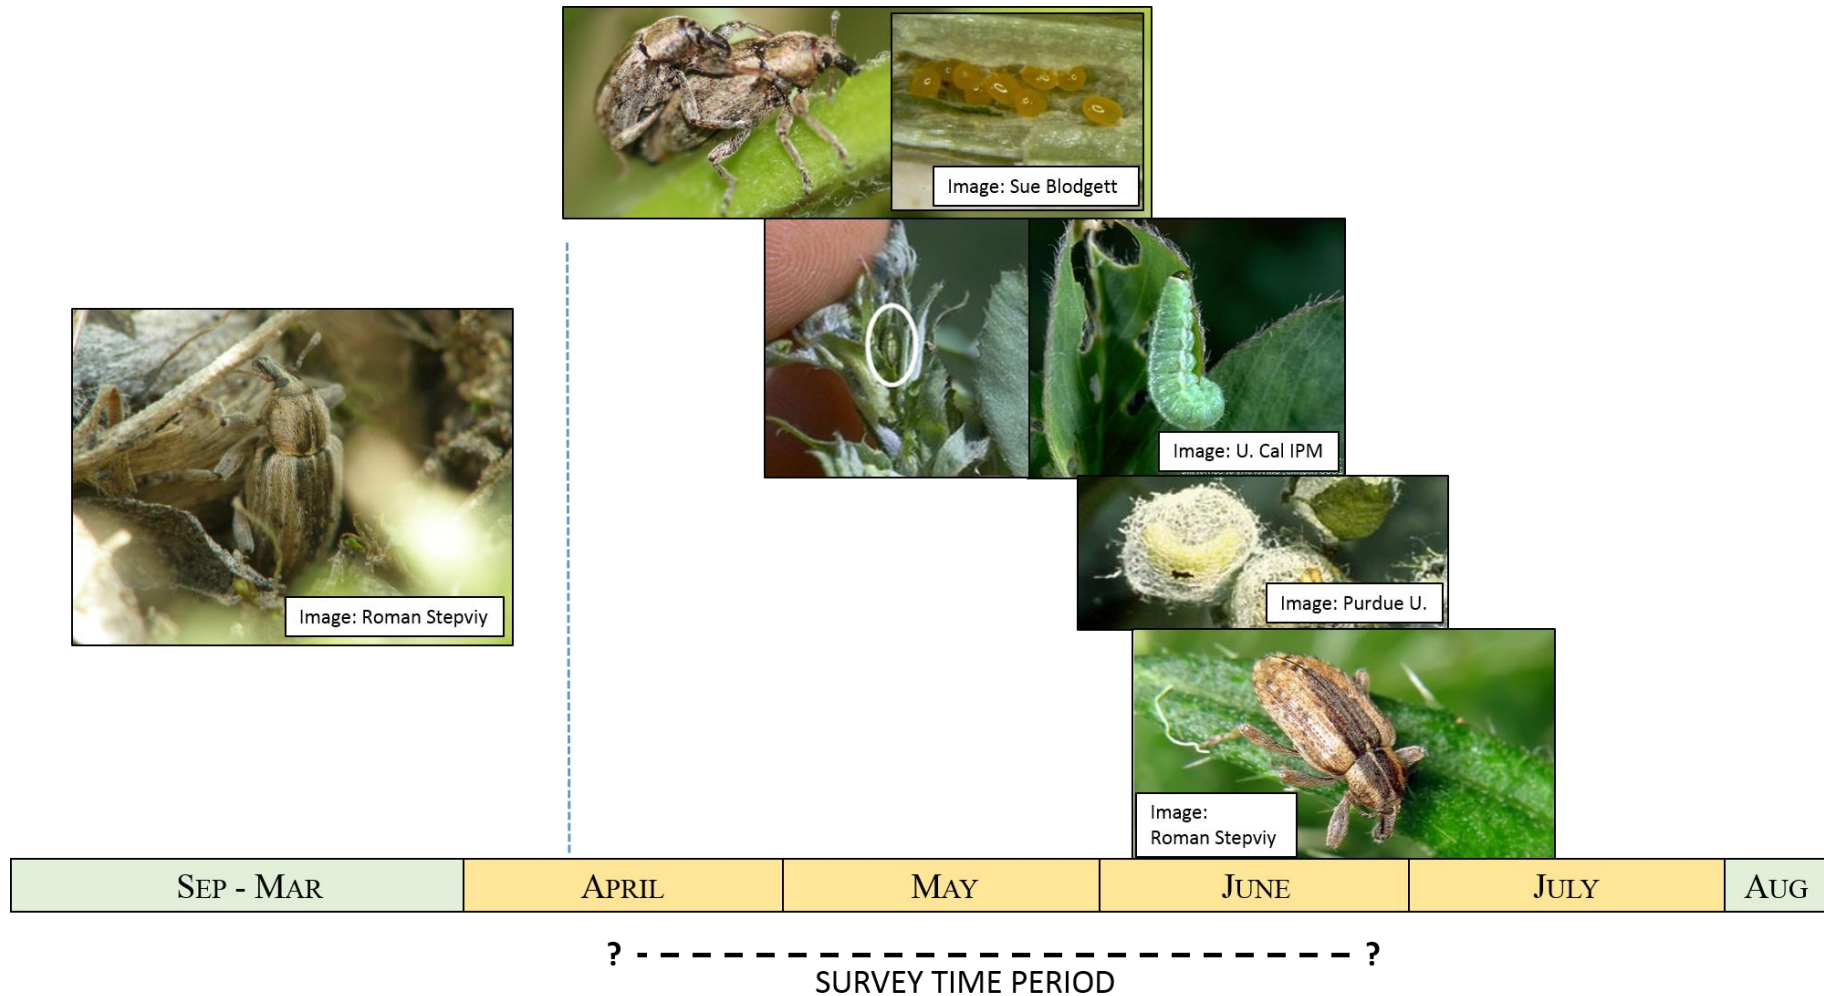 Image: Sue Blodgett
Image: U. Cal IPM
Image: Roman Stepviy
Image: Purdue U.
Image:
Roman Stepviy
SEP - MAR
APRIL
MAY
JUNE
JULY
AUG
? - - - - - - - - - - - - - - - - - - - - - - - - - - ?
SURVEY TIME PERIOD